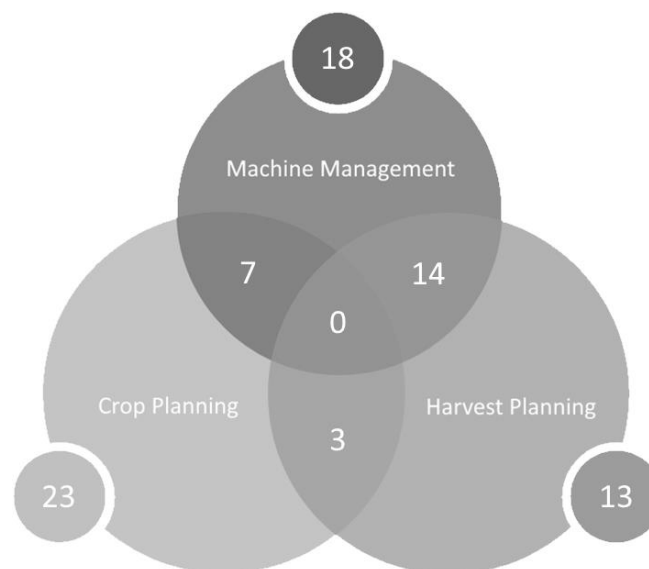 18
Machine Management
7
14
0
Crop Planning
Harvest Planning
3
23
13